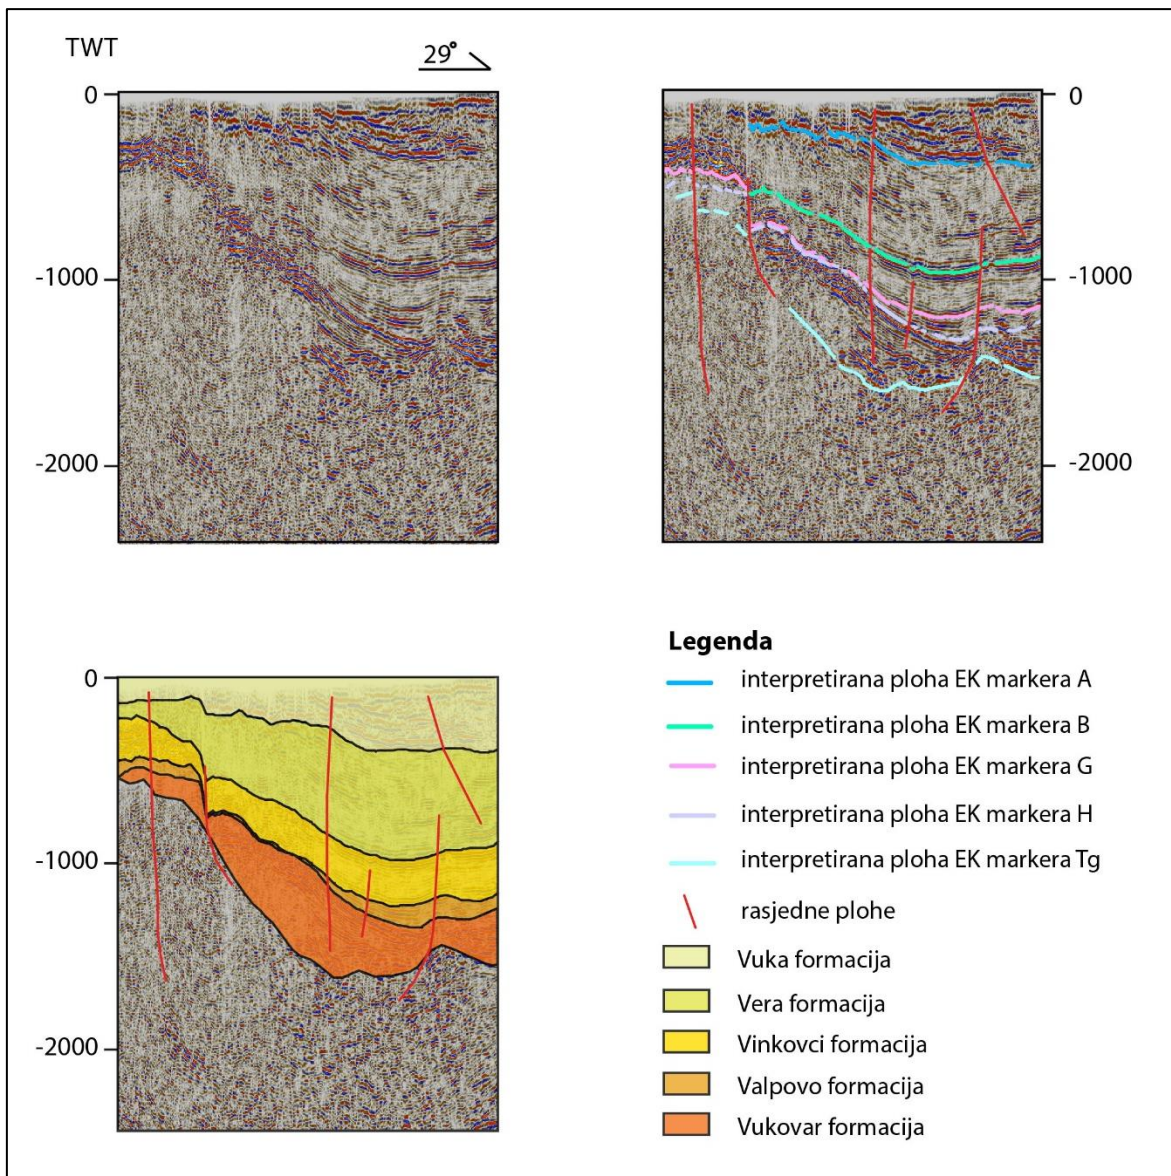 TWT
29°
0
-1000
-2000
0
-1000
-2000
0
-1000
-2000
Legenda
interpretirana ploha EK markera A
interpretirana ploha EK markera B
interpretirana ploha EK markera G
interpretirana ploha EK markera H
interpretirana ploha EK markera Tg
rasjedne plohe
Vuka formacija
Vera formacija
Vinkovci formacija
Valpovo formacija
Vukovar formacija